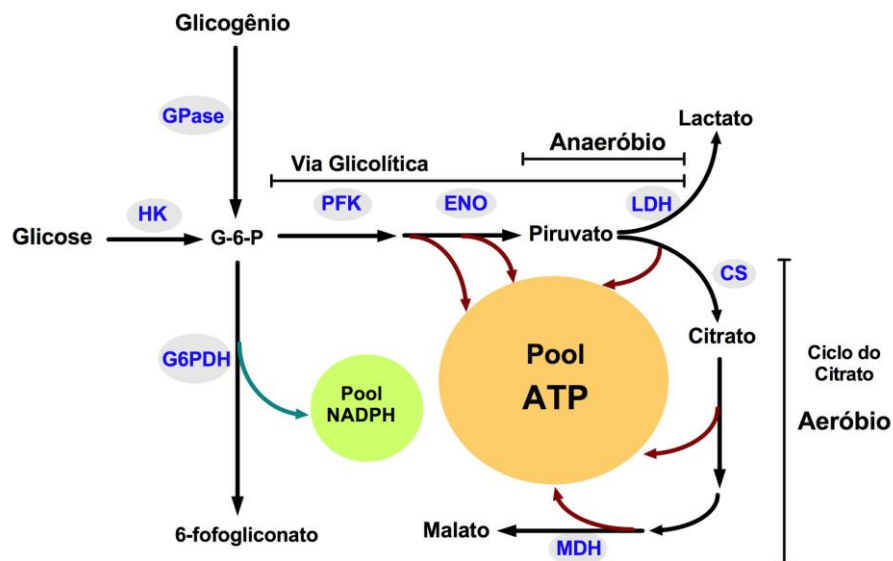 Glicogênio
GPase
Lactato
Anaeróbio
Via Glicolítica
PFK
ENO
LDH
HK
Glicose
G-6-P
Piruvato
CS
Citrato
Ciclo do
Citrato
Aeróbio
G6PDH
Pool
NADPH
Pool
ATP
6-fofogliconato
Malato
MDH